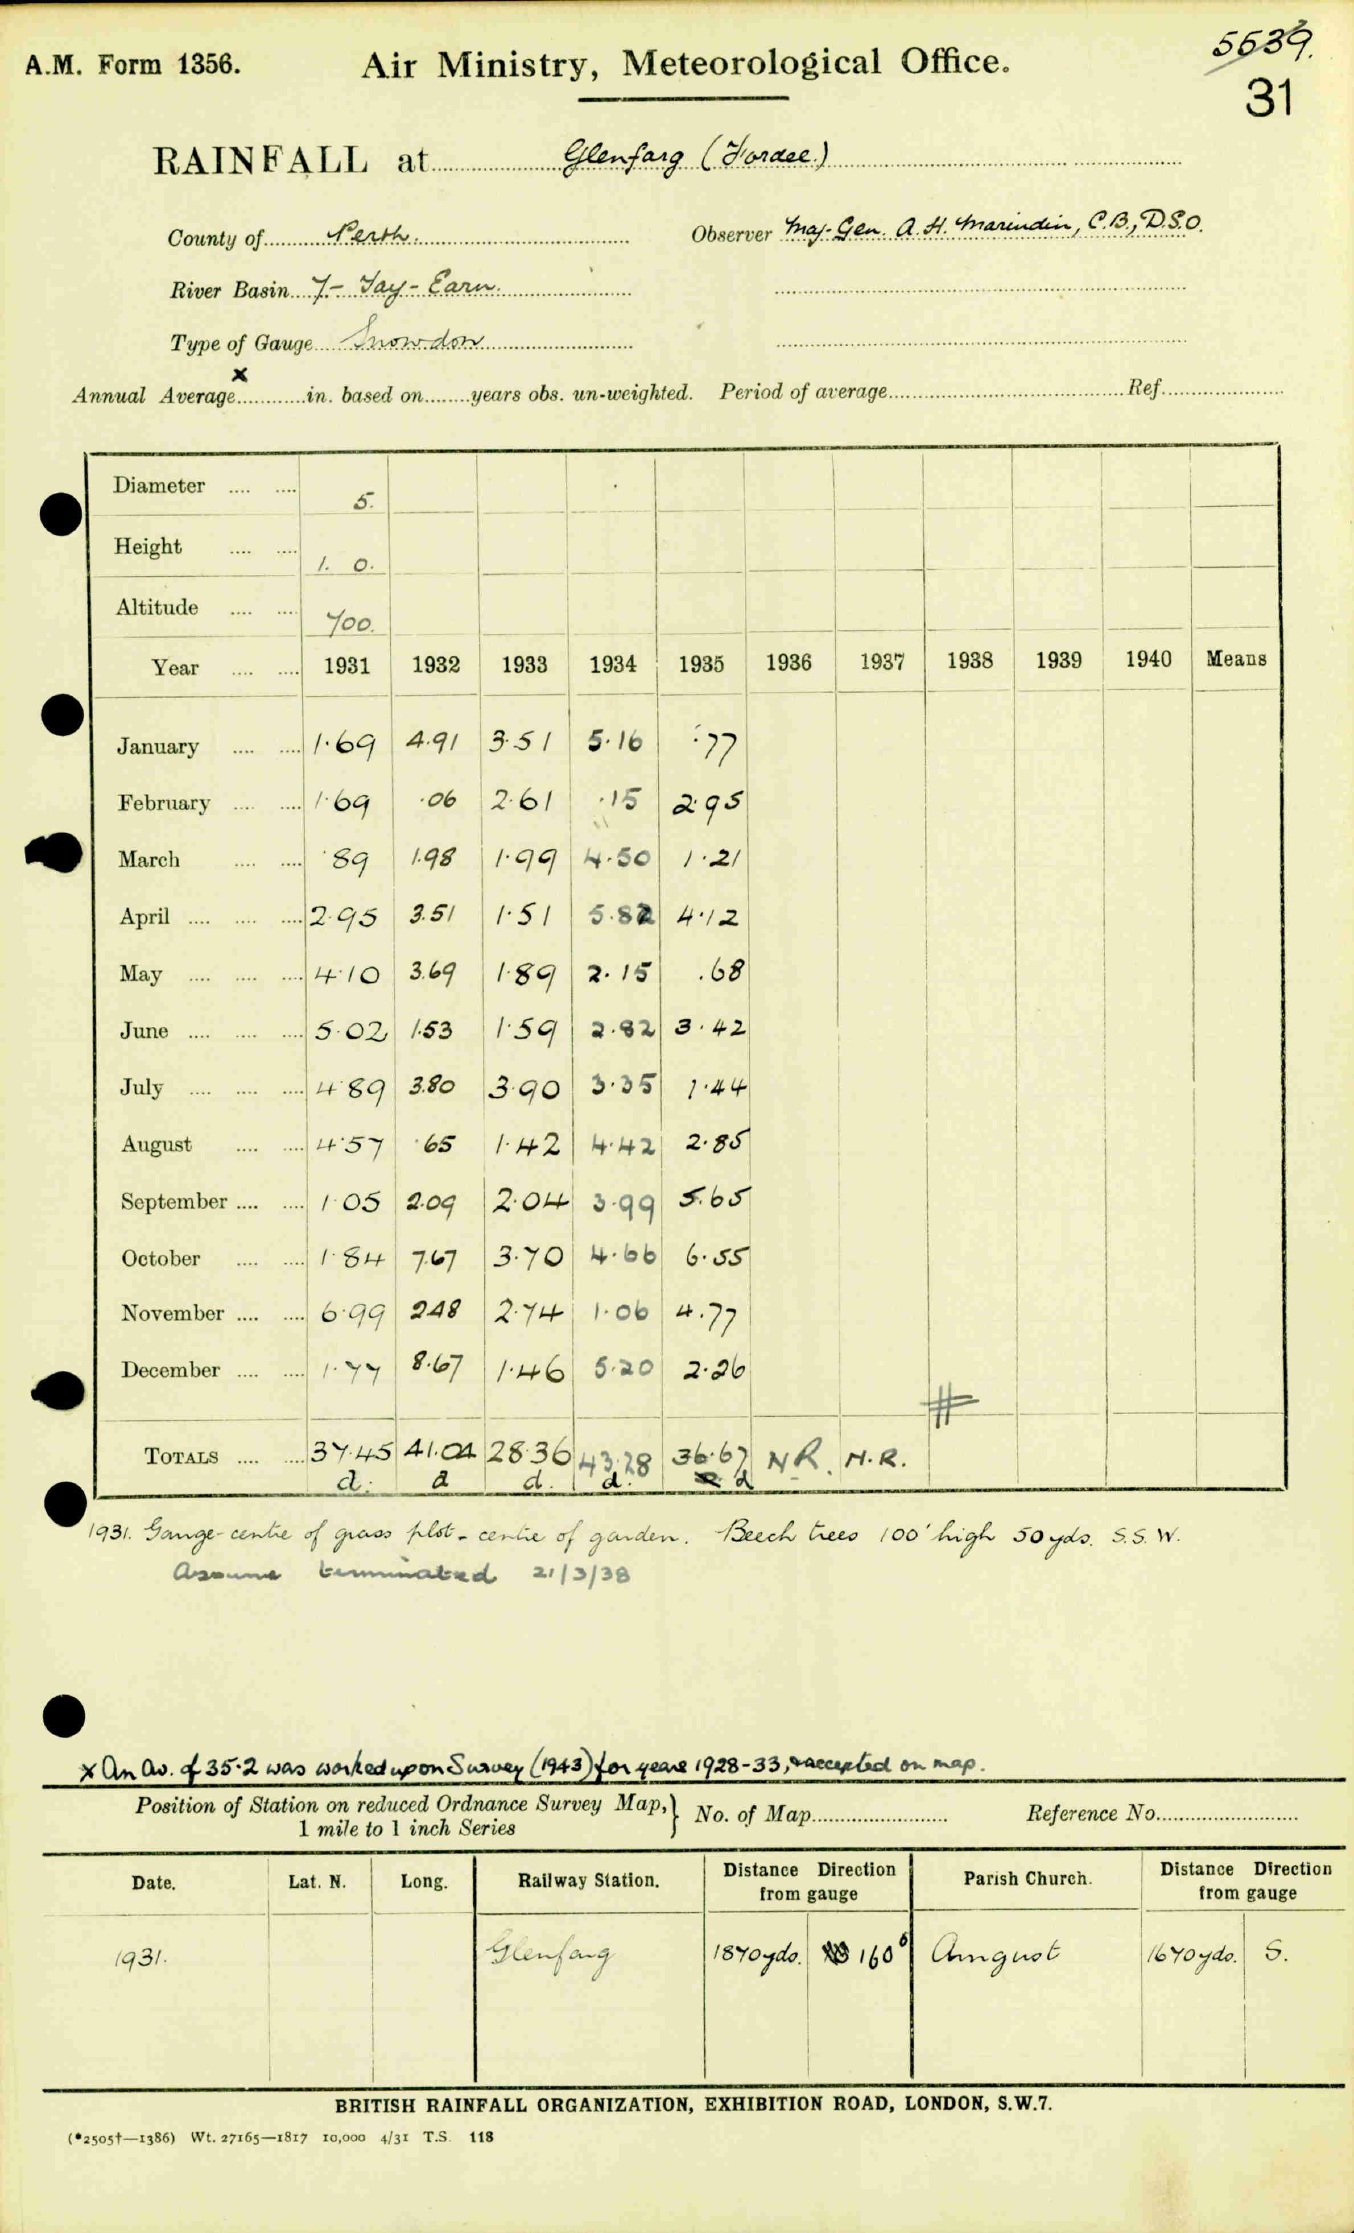 A.M. Form 1356.
Air Ministry, Meteorological Office.
5539.
31
RAINFALL at Glenfarg (Fordel.)
County of Perth.
Observer Maj-Gen. A. H. Marindin, C.B., D.S.O.
River Basin 7- Tay - Earn.
Type of Gauge Snowdon
Annual Average x in. based on years obs. un-weighted. Period of average Ref.
Diameter 5.
Height 1. 0.
Altitude 700.
Year 1931 1932 1933 1934 1935 1936 1937 1938 1939 1940 Means
January 1.69 4.91 3.51 5.16 .77
February 1.69 .06 2.61 .15 2.95
March .89 1.98 1.99 4.50 1.21
April 2.95 3.51 1.51 5.82 4.12
May 4.10 3.69 1.89 2.15 .68
June 5.02 1.53 1.59 2.82 3.42
July 4.89 3.80 3.90 3.35 1.44
August 4.57 .65 1.42 4.42 2.85
September 1.05 2.09 2.04 3.99 5.65
October 1.84 7.67 3.70 4.66 6.55
November 6.99 2.48 2.74 1.06 4.77
December 1.77 8.67 1.46 5.20 2.26
TOTALS 37.45 41.04 28.36 43.28 36.67 N.R. N.R.
d. d d. d. d
1931. Gauge - centre of grass plot - centre of garden. Beech trees 100' high 50 yds. S.S.W.
Assume terminated 21/3/38
x An Av. of 35.2 was worked upon Survey (1943) for years 1928-33, & accepted on map.
Position of Station on reduced Ordnance Survey Map, 1 mile to 1 inch Series } No. of Map Reference No.
Date. Lat. N. Long. Railway Station. Distance Direction from gauge Parish Church. Distance Direction from gauge
1931. Glenfarg 1870 yds. 160° Arngust 1670 yds. S.
BRITISH RAINFALL ORGANIZATION, EXHIBITION ROAD, LONDON, S.W.7.
(*2505†—1386) Wt. 27165—1817 10,000 4/31 T.S. 118